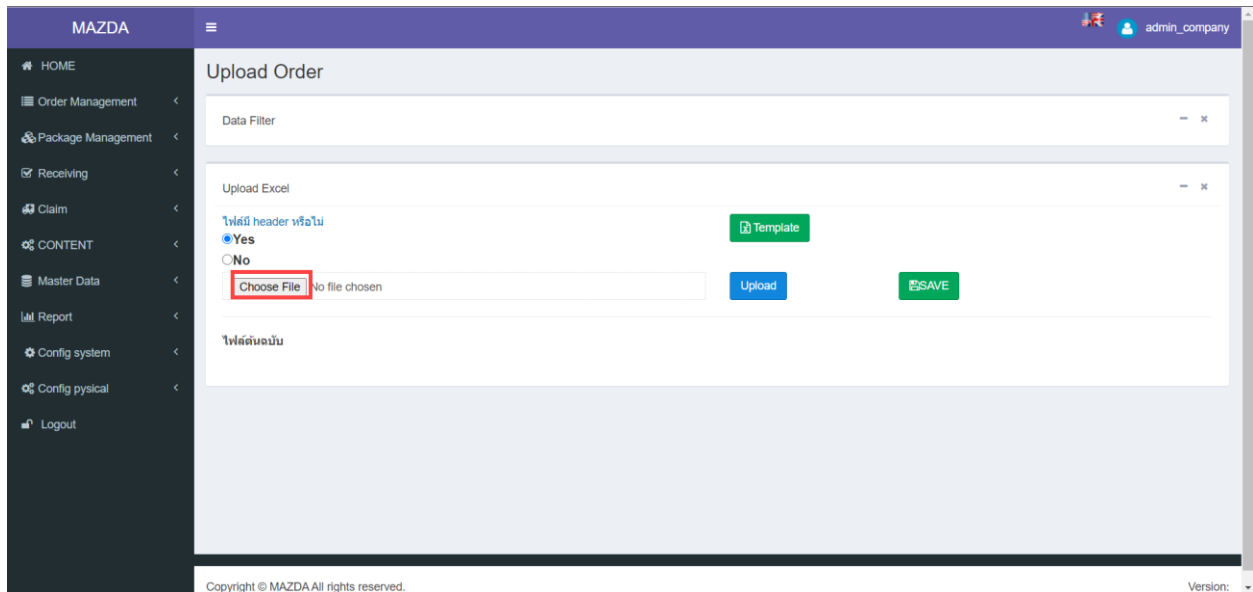 MAZDA
admin_company
HOME
Order Management
Package Management
Receiving
Claim
CONTENT
Master Data
Report
Config system
Config pysical
Logout
Upload Order
Data Filter
Upload Excel
ไฟล์มี header หรือไม่
Yes
No
Template
Choose File No file chosen
Upload
SAVE
ไฟล์ต้นฉบับ
Copyright © MAZDA All rights reserved.
Version: